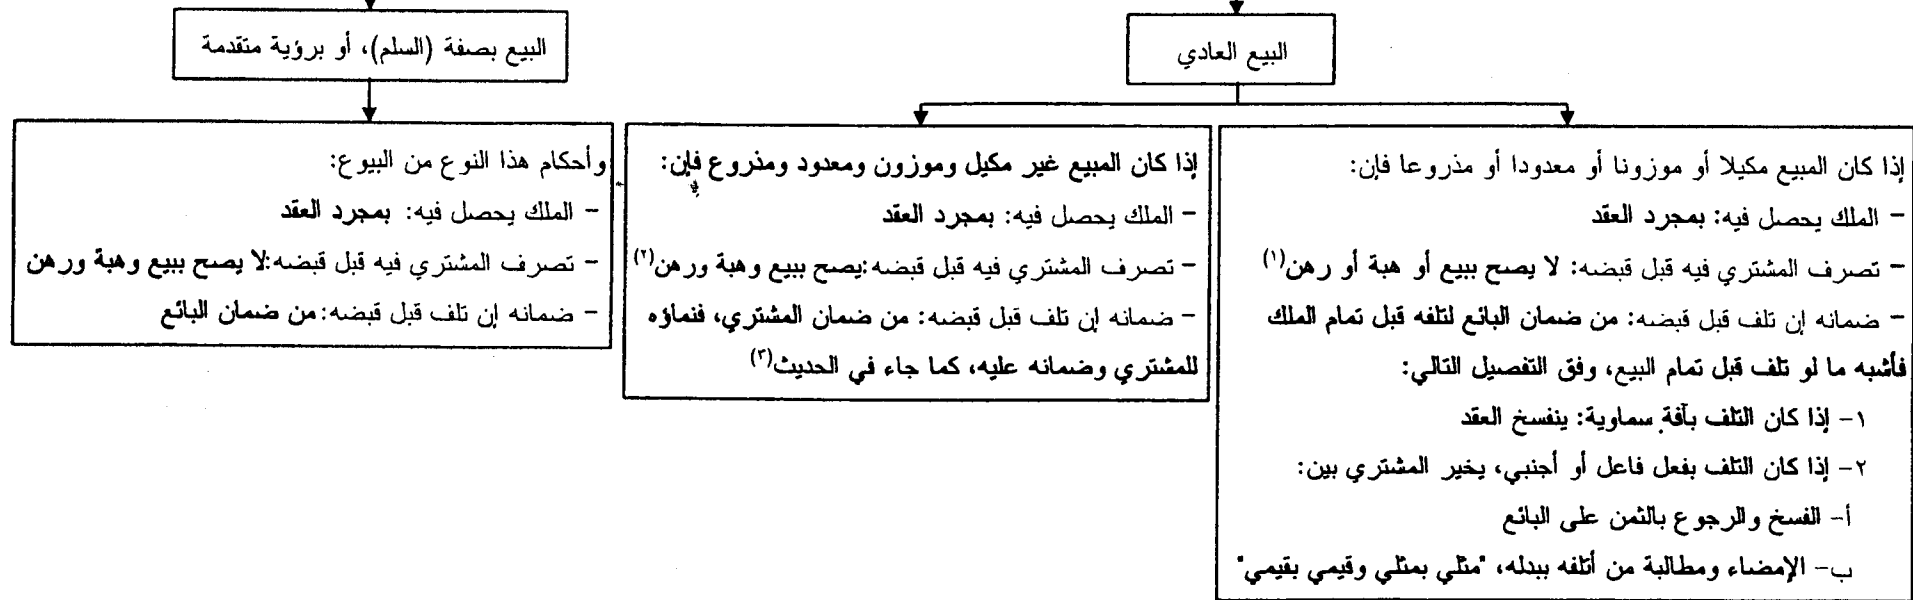 البيع العادي
إذا كان المبيع مكيلا أو موزونا أو معدودا أو مذروعا فإن:
- الملك يحصل فيه: بمجرد العقد
- تصرف المشتري فيه قبل قبضه: لا يصح ببيع أو هبة أو رهن(١)
- ضمانه إن تلف قبل قبضه: من ضمان البائع لتلفه قبل تمام الملك
فأشبه ما لو تلف قبل تمام البيع، وفق التفصيل التالي:
١- إذا كان التلف بآفة سماوية: ينفسخ العقد
٢- إذا كان التلف بفعل فاعل أو أجنبي، يخير المشتري بين:
أ- الفسخ والرجوع بالثمن على البائع
ب- الإمضاء ومطالبة من أتلفه ببدله، "مثلي بمثلي وقيمي بقيمي"
إذا كان المبيع غير مكيل وموزون ومعدود ومذروع فإن:
- الملك يحصل فيه: بمجرد العقد
- تصرف المشتري فيه قبل قبضه:يصح ببيع وهبة ورهن(٢)
- ضمانه إن تلف قبل قبضه: من ضمان المشتري، فنماؤه
للمشتري وضمانه عليه، كما جاء في الحديث(٣)
البيع بصفة (السلم)، أو برؤية متقدمة
وأحكام هذا النوع من البيوع:
- الملك يحصل فيه: بمجرد العقد
- تصرف المشتري فيه قبل قبضه:لا يصح ببيع وهبة ورهن
- ضمانه إن تلف قبل قبضه:من ضمان البائع